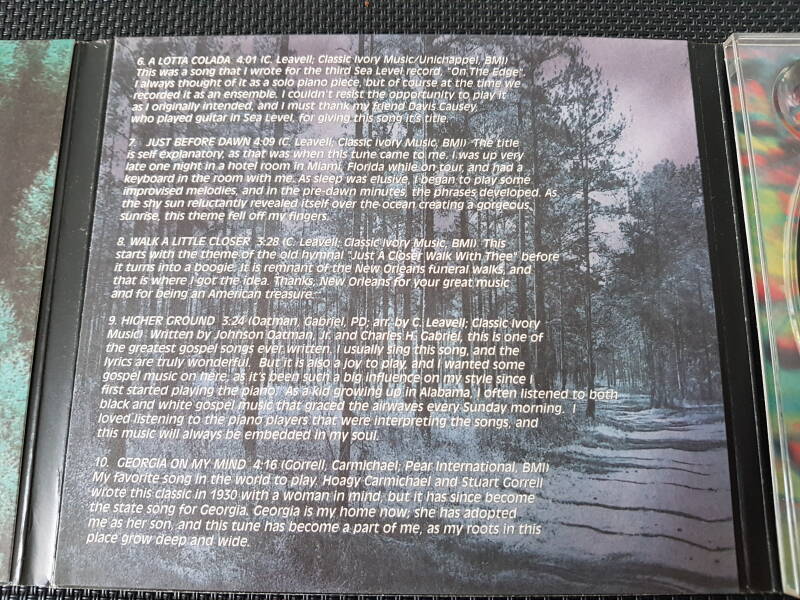 6. A LOTTA COLADA 4:01 (C. Leavell; Classic Ivory Music/Unichappel, BMI)
This was a song that I wrote for the third Sea Level record, "On The Edge".
I always thought of it as a solo piano piece, but of course at the time we
recorded it as an ensemble. I couldn't resist the opportunity to play it
as I originally intended, and I must thank my friend Davis Causey,
who played guitar in Sea Level, for giving this song it's title.
7. JUST BEFORE DAWN 4:09 (C. Leavell; Classic Ivory Music, BMI) The title
is self explanatory, as that was when this tune came to me. I was up very
late one night in a hotel room in Miami, Florida while on tour, and had a
keyboard in the room with me. As sleep was elusive, I began to play some
improvised melodies, and in the pre-dawn minutes, the phrases developed. As
the shy sun reluctantly revealed itself over the ocean creating a gorgeous
sunrise, this theme fell off my fingers.
8. WALK A LITTLE CLOSER 3:28 (C. Leavell; Classic Ivory Music, BMI) This
starts with the theme of the old hymnal "Just A Closer Walk With Thee" before
it turns into a boogie. It is remnant of the New Orleans funeral walks, and
that is where I got the idea. Thanks, New Orleans for your great music
and for being an American treasure.
9. HIGHER GROUND 3:24 (Oatman, Gabriel, PD; arr. by C. Leavell; Classic Ivory
Music) Written by Johnson Oatman, Jr. and Charles H. Gabriel, this is one of
the greatest gospel songs ever written. I usually sing this song, and the
lyrics are truly wonderful. But it is also a joy to play, and I wanted some
gospel music on here, as it's been such a big influence on my style since I
first started playing the piano. As a kid growing up in Alabama, I often listened to both
black and white gospel music that graced the airwaves every Sunday morning. I
loved listening to the piano players that were interpreting the songs, and
this music will always be embedded in my soul.
10. GEORGIA ON MY MIND 4:16 (Gorrell, Carmichael; Pear International, BMI)
My favorite song in the world to play. Hoagy Carmichael and Stuart Gorrell
wrote this classic in 1930 with a woman in mind, but it has since become
the state song for Georgia. Georgia is my home now; she has adopted
me as her son, and this tune has become a part of me, as my roots in this
place grow deep and wide.